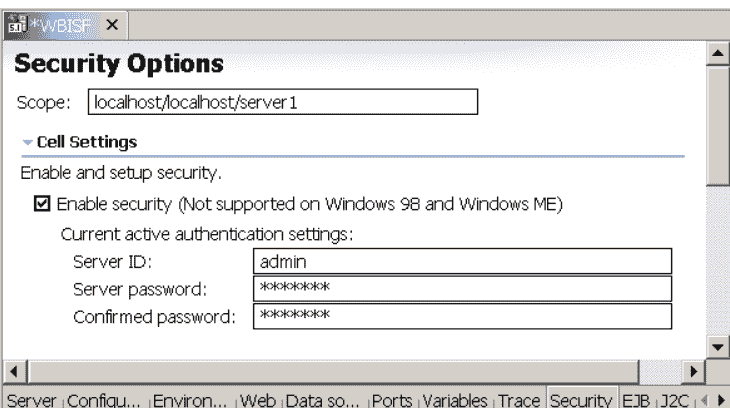 *WBISF
Security Options
Scope: localhost/localhost/server1
Cell Settings
Enable and setup security.
Enable security (Not supported on Windows 98 and Windows ME)
Current active authentication settings:
Server ID: admin
Server password: *******
Confirmed password: *******
Server Configu... Environ... Web Data so... Ports Variables Trace Security EJB J2C